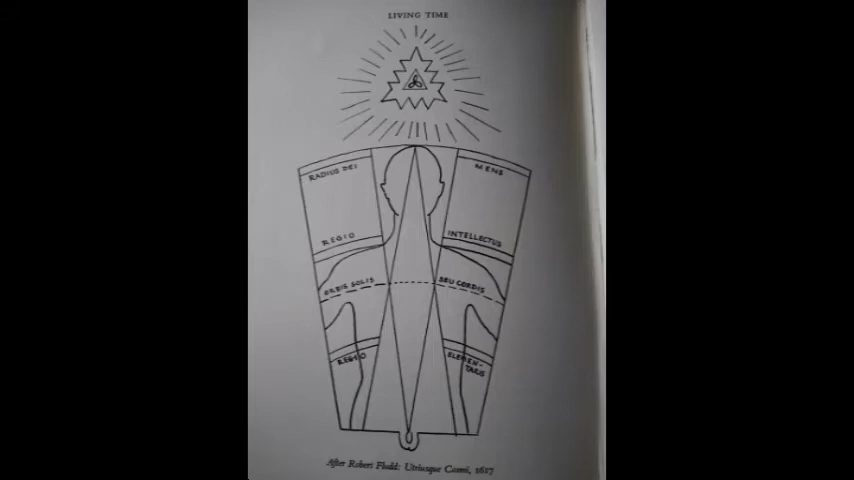 LIVING TIME
RADIUS DEI
MENS
REGIO
INTELLECTUS
ORBIS SOLIS
SEU CORDIS
REGIO
ELEMEN-
TARIS
After Robert Fludd: Utriusque Cosmi, 1617